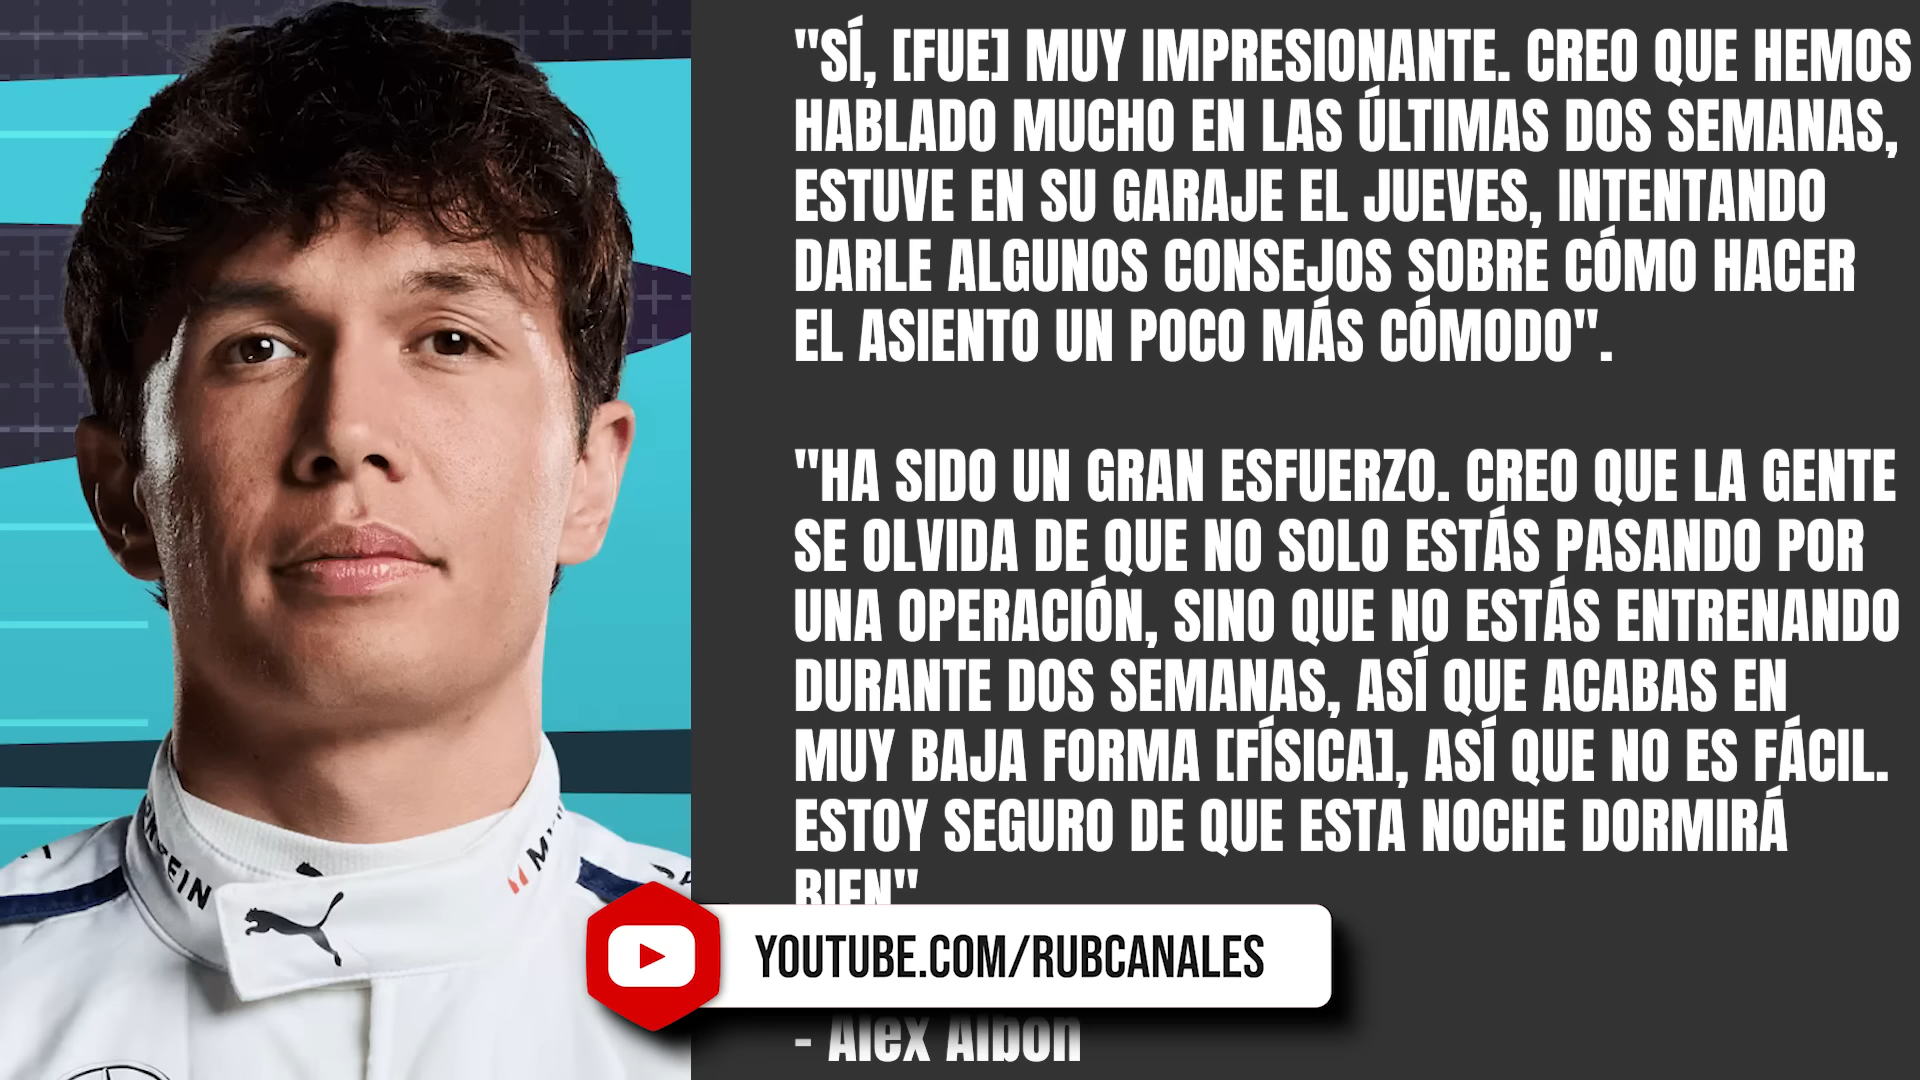 "SÍ, [FUE] MUY IMPRESIONANTE. CREO QUE HEMOS
HABLADO MUCHO EN LAS ÚLTIMAS DOS SEMANAS,
ESTUVE EN SU GARAJE EL JUEVES, INTENTANDO
DARLE ALGUNOS CONSEJOS SOBRE CÓMO HACER
EL ASIENTO UN POCO MÁS CÓMODO".
"HA SIDO UN GRAN ESFUERZO. CREO QUE LA GENTE
SE OLVIDA DE QUE NO SOLO ESTÁS PASANDO POR
UNA OPERACIÓN, SINO QUE NO ESTÁS ENTRENANDO
DURANTE DOS SEMANAS, ASÍ QUE ACABAS EN
MUY BAJA FORMA [FÍSICA], ASÍ QUE NO ES FÁCIL.
ESTOY SEGURO DE QUE ESTA NOCHE DORMIRÁ
BIEN"
YOUTUBE.COM/RUBCANALES
- Alex Albon